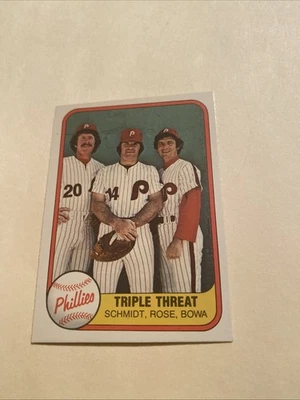 P P P
20 14 P P
Phillies
TRIPLE THREAT
SCHMIDT, ROSE, BOWA